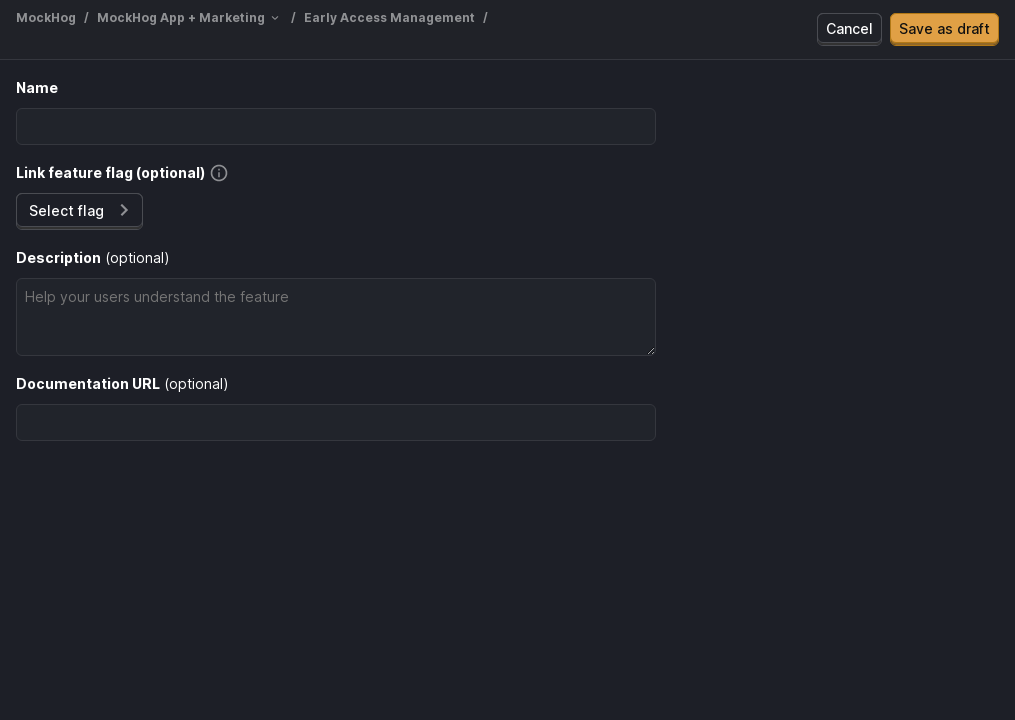 MockHog / MockHog App + Marketing / Early Access Management /
Cancel
Save as draft
Name
Link feature flag (optional)
Select flag
Description (optional)
Help your users understand the feature
Documentation URL (optional)